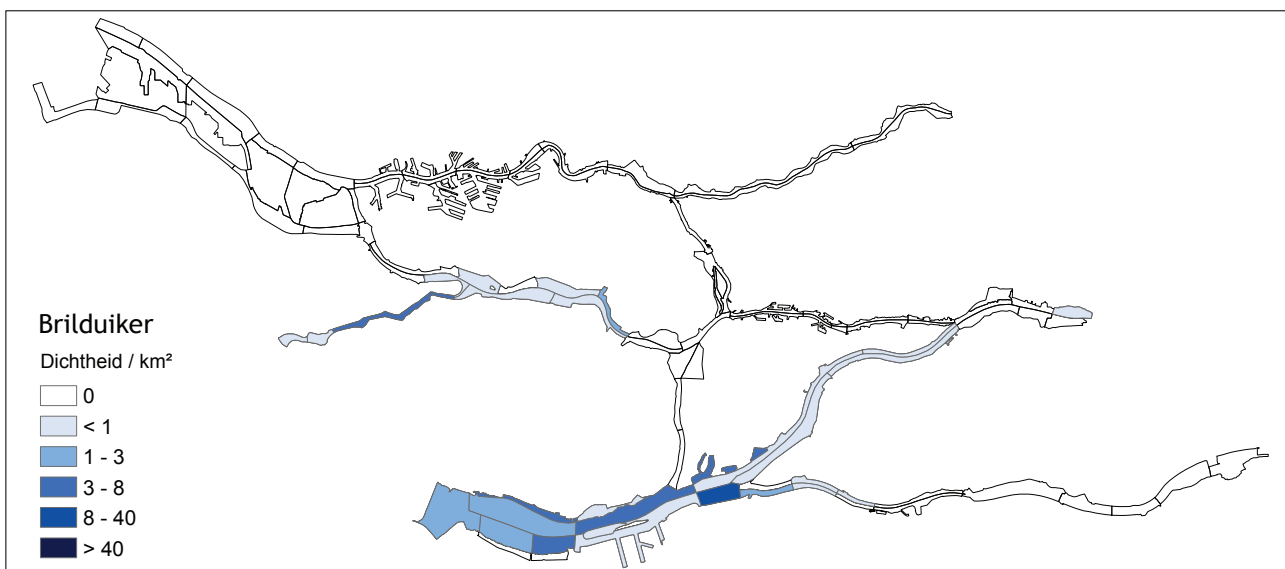 Brilduiker
Dichtheid / km²
0
< 1
1 - 3
3 - 8
8 - 40
> 40